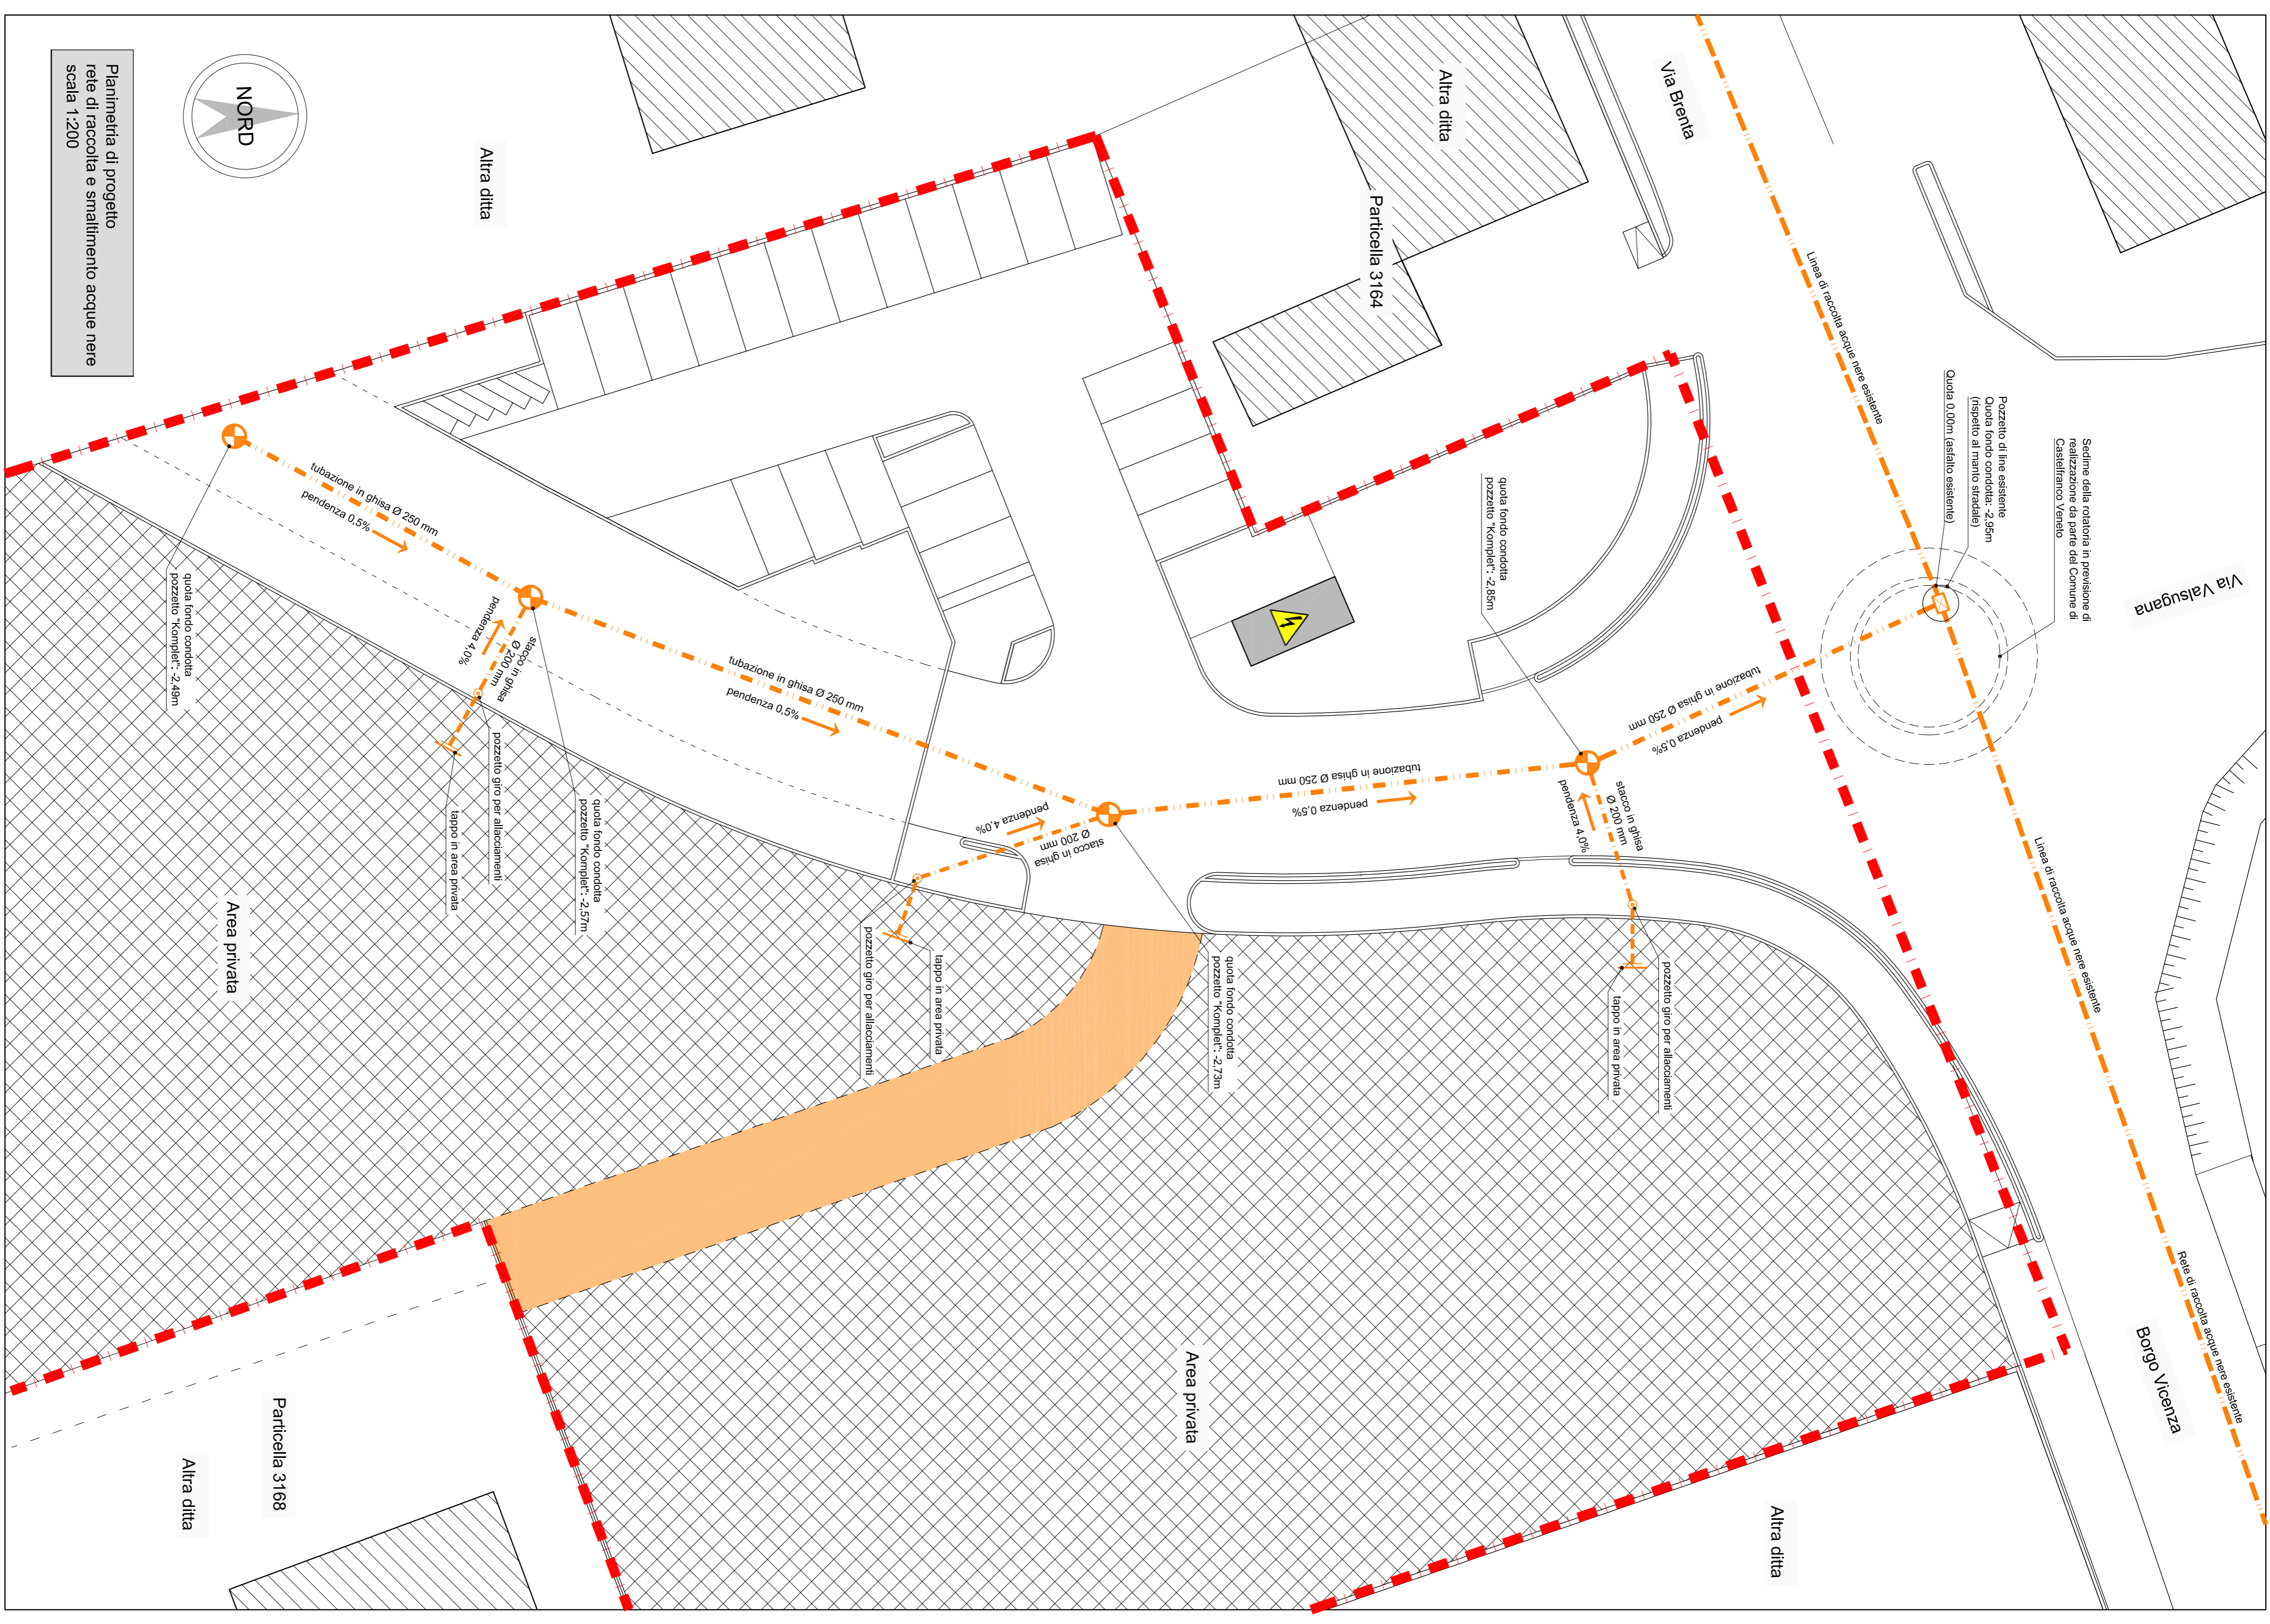 Planimetria di progetto
rete di raccolta e smaltimento acque nere
scala 1:200
NORD
Altra ditta
Altra ditta
Particella 3164
Via Brenta
Linea di raccolta acque nere esistente
Quota 0,00m (asfalto esistente)
Pozzetto di line esistente
Quota fondo condotta: -2,95m
(rispetto al manto stradale)
Sedime della rotatoria in previsione di
realizzazione da parte del Comune di
Castelfranco Veneto
Via Valsugana
quota fondo condotta
pozzetto "Komplet": -2,85m
tubazione in ghisa Ø 250 mm
pendenza 0,5%
quota fondo condotta
pozzetto "Komplet": -2,49m
pendenza 4,0%
stacco in ghisa
Ø 200 mm
pozzetto giro per allacciamenti
tappo in area privata
quota fondo condotta
pozzetto "Komplet": -2,57m
tubazione in ghisa Ø 250 mm
pendenza 0,5%
pendenza 4,0%
stacco in ghisa
Ø 200 mm
tappo in area privata
pozzetto giro per allacciamenti
quota fondo condotta
pozzetto "Komplet": -2,73m
tubazione in ghisa Ø 250 mm
pendenza 0,5%
tubazione in ghisa Ø 250 mm
pendenza 0,5%
stacco in ghisa
Ø 200 mm
pendenza 4,0%
pozzetto giro per allacciamenti
tappo in area privata
Linea di raccolta acque nere esistente
Rete di raccolta acque nere esistente
Borgo Vicenza
Area privata
Area privata
Particella 3168
Altra ditta
Altra ditta